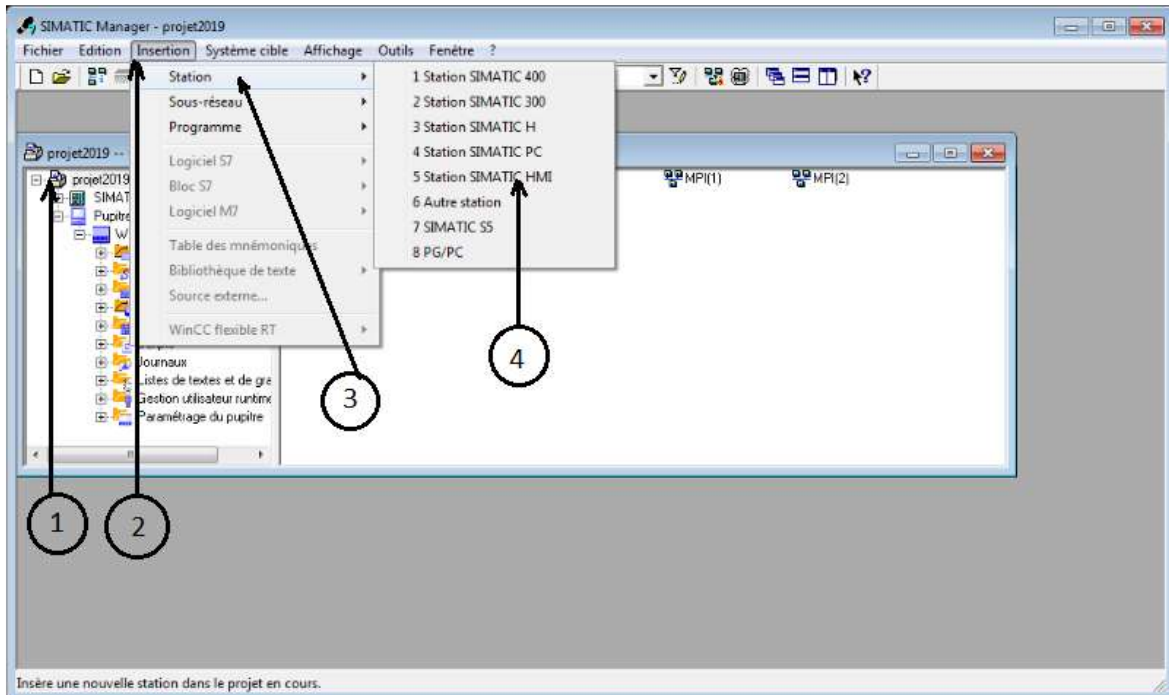 SIMATIC Manager - projet2019
Fichier Edition Insertion Système cible Affichage Outils Fenêtre ?
Station
Sous-réseau
Programme
Logiciel S7
Bloc S7
Logiciel M7
Table des mnémoniques
Bibliothèque de texte
Source externe...
WinCC flexible RT
1 Station SIMATIC 400
2 Station SIMATIC 300
3 Station SIMATIC H
4 Station SIMATIC PC
5 Station SIMATIC HMI
6 Autre station
7 SIMATIC S5
8 PG/PC
projet2019 --
projet2019
SIMAT
Pupitre
W
Journaux
Listes de textes et de gra
Gestion utilisateur runtime
Paramétrage du pupitre
MPI(1) MPI(2)
1
2
3
4
Insère une nouvelle station dans le projet en cours.